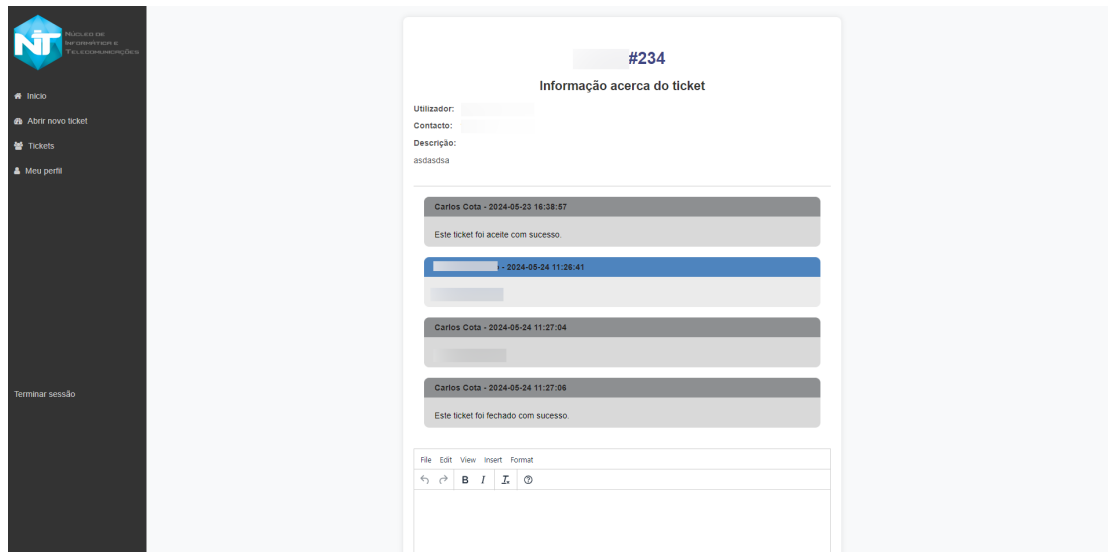 NÚCLEO DE
INFORMÁTICA E
TELECOMUNICAÇÕES
NT
Início
Abrir novo ticket
Tickets
Meu perfil
Terminar sessão
#234
Informação acerca do ticket
Utilizador:
Contacto:
Descrição:
asdasdsa
Carlos Cota - 2024-05-23 16:38:57
Este ticket foi aceite com sucesso.
- 2024-05-24 11:26:41
Carlos Cota - 2024-05-24 11:27:04
Carlos Cota - 2024-05-24 11:27:06
Este ticket foi fechado com sucesso.
File Edit View Insert Format
B I